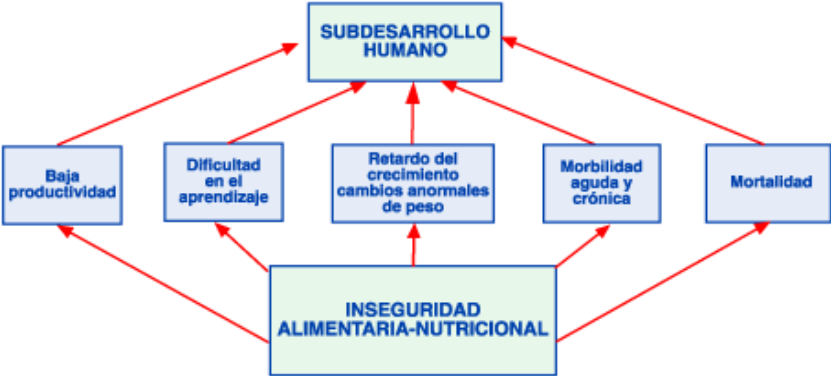 SUBDESARROLLO
HUMANO
Baja
productividad
Dificultad
en el
aprendizaje
Retardo del
crecimiento
cambios anormales
de peso
Morbilidad
aguda y
crónica
Mortalidad
INSEGURIDAD
ALIMENTARIA-NUTRICIONAL